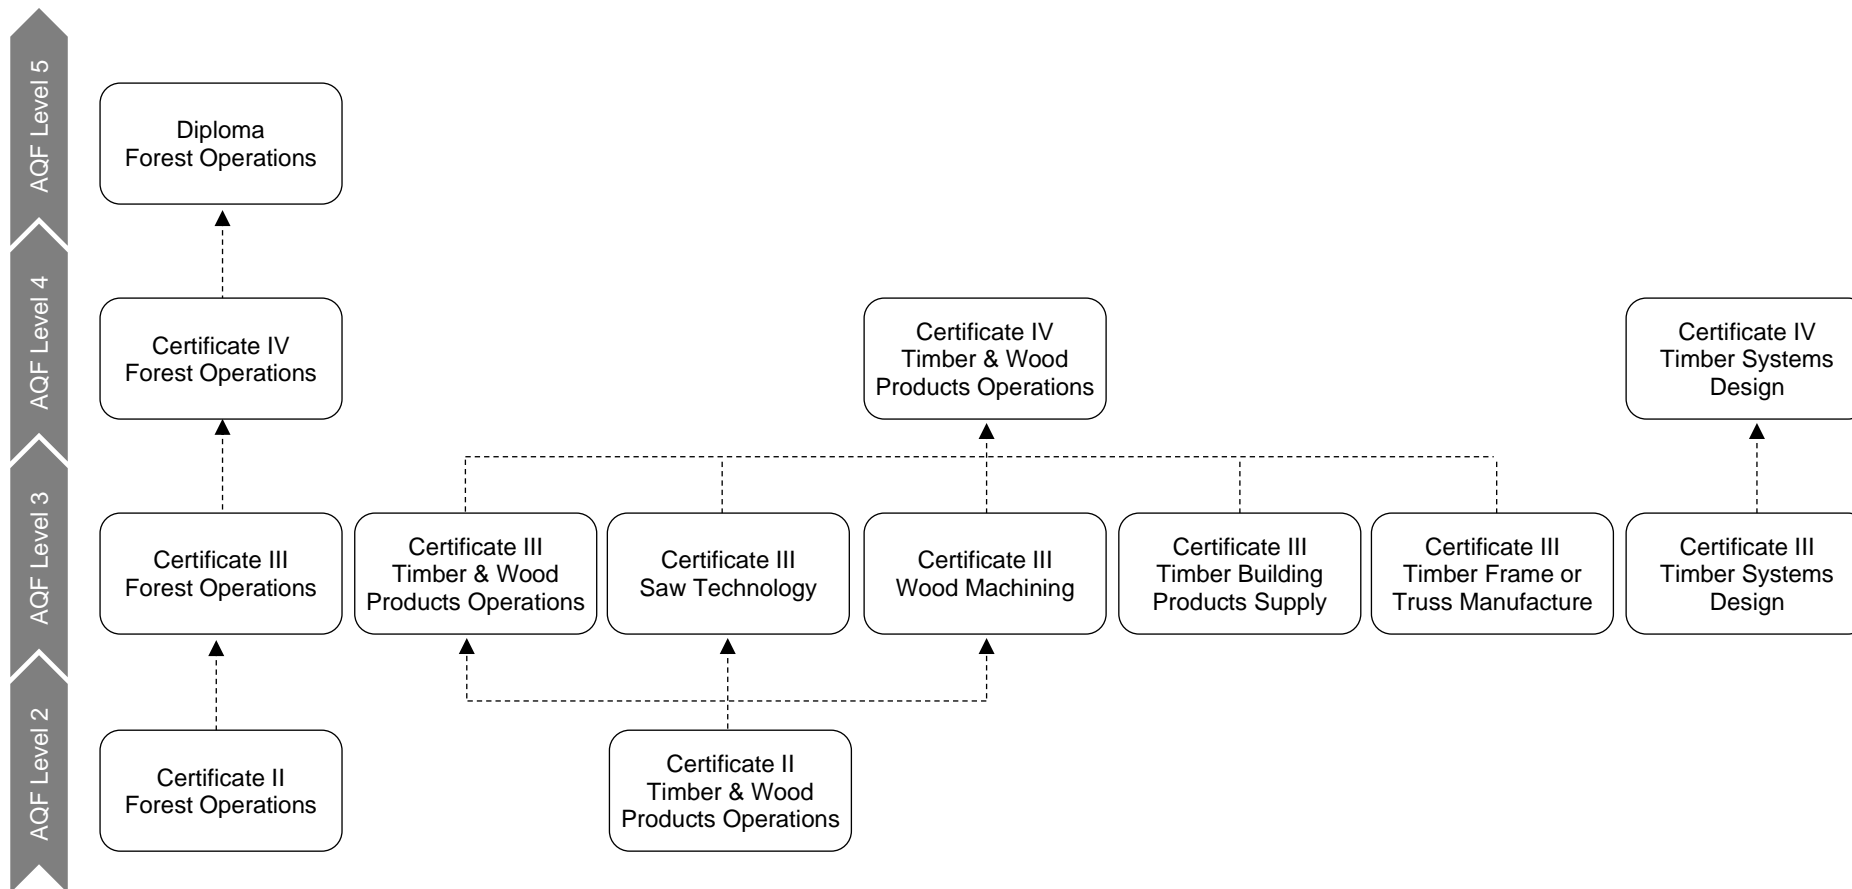 AQF Level 5
Diploma
Forest Operations
AQF Level 4
Certificate IV
Forest Operations
Certificate IV
Timber & Wood
Products Operations
Certificate IV
Timber Systems
Design
AQF Level 3
Certificate III
Forest Operations
Certificate III
Timber & Wood
Products Operations
Certificate III
Saw Technology
Certificate III
Wood Machining
Certificate III
Timber Building
Products Supply
Certificate III
Timber Frame or
Truss Manufacture
Certificate III
Timber Systems
Design
AQF Level 2
Certificate II
Forest Operations
Certificate II
Timber & Wood
Products Operations